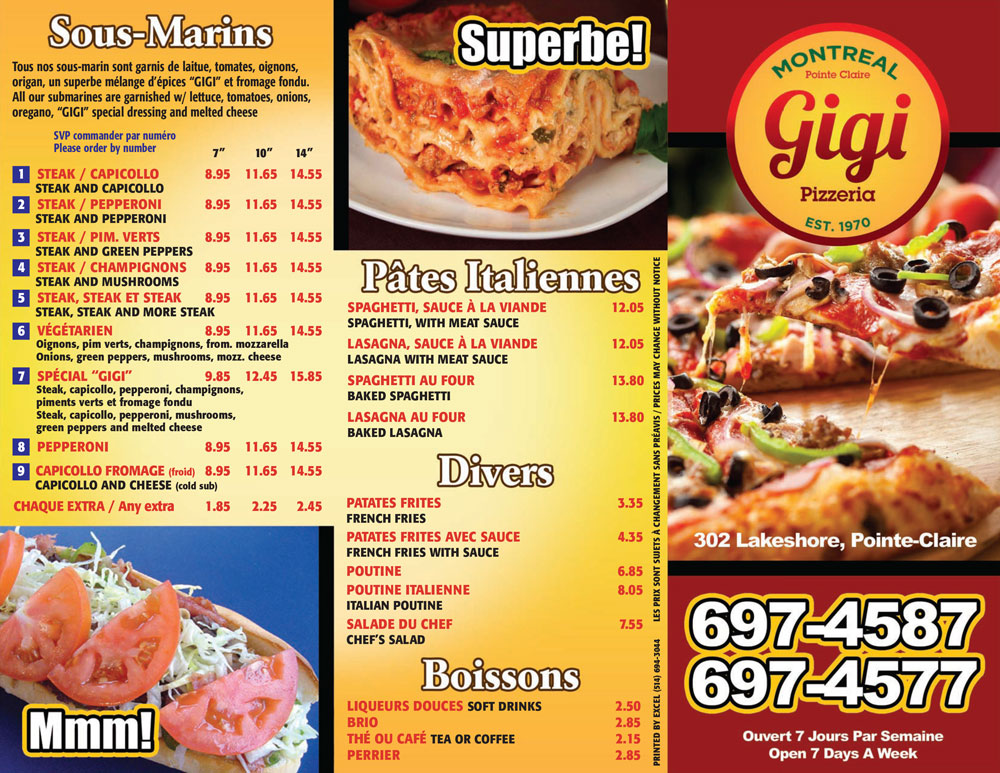 Sous-Marins
Tous nos sous-marin sont garnis de laitue, tomates, oignons,
origan, un superbe mélange d'épices "GIGI" et fromage fondu.
All our submarines are garnished w/ lettuce, tomatoes, onions,
oregano, "GIGI" special dressing and melted cheese
SVP commander par numéro
Please order by number
7" 10" 14"
1 STEAK / CAPICOLLO 8.95 11.65 14.55
STEAK AND CAPICOLLO
2 STEAK / PEPPERONI 8.95 11.65 14.55
STEAK AND PEPPERONI
3 STEAK / PIM. VERTS 8.95 11.65 14.55
STEAK AND GREEN PEPPERS
4 STEAK / CHAMPIGNONS 8.95 11.65 14.55
STEAK AND MUSHROOMS
5 STEAK, STEAK ET STEAK 8.95 11.65 14.55
STEAK, STEAK AND MORE STEAK
6 VÉGÉTARIEN 8.95 11.65 14.55
Oignons, pim verts, champignons, from. mozzarella
Onions, green peppers, mushrooms, mozz. cheese
7 SPÉCIAL "GIGI" 9.85 12.45 15.85
Steak, capicollo, pepperoni, champignons,
piments verts et fromage fondu
Steak, capicollo, pepperoni, mushrooms,
green peppers and melted cheese
8 PEPPERONI 8.95 11.65 14.55
9 CAPICOLLO FROMAGE (froid) 8.95 11.65 14.55
CAPICOLLO AND CHEESE (cold sub)
CHAQUE EXTRA / Any extra 1.85 2.25 2.45
Mmm!
Superbe!
Pâtes Italiennes
SPAGHETTI, SAUCE À LA VIANDE 12.05
SPAGHETTI, WITH MEAT SAUCE
LASAGNA, SAUCE À LA VIANDE 12.05
LASAGNA WITH MEAT SAUCE
SPAGHETTI AU FOUR 13.80
BAKED SPAGHETTI
LASAGNA AU FOUR 13.80
BAKED LASAGNA
Divers
PATATES FRITES 3.35
FRENCH FRIES
PATATES FRITES AVEC SAUCE 4.35
FRENCH FRIES WITH SAUCE
POUTINE 6.85
POUTINE ITALIENNE 8.05
ITALIAN POUTINE
SALADE DU CHEF 7.55
CHEF'S SALAD
Boissons
LIQUEURS DOUCES SOFT DRINKS 2.50
BRIO 2.85
THÉ OU CAFÉ TEA OR COFFEE 2.15
PERRIER 2.85
PRINTED BY EXCEL (514) 694-3044 LES PRIX SONT SUJETS À CHANGEMENT SANS PRÉAVIS / PRICES MAY CHANGE WITHOUT NOTICE
MONTREAL
Pointe Claire
Gigi
Pizzeria
EST. 1970
302 Lakeshore, Pointe-Claire
697-4587
697-4577
Ouvert 7 Jours Par Semaine
Open 7 Days A Week